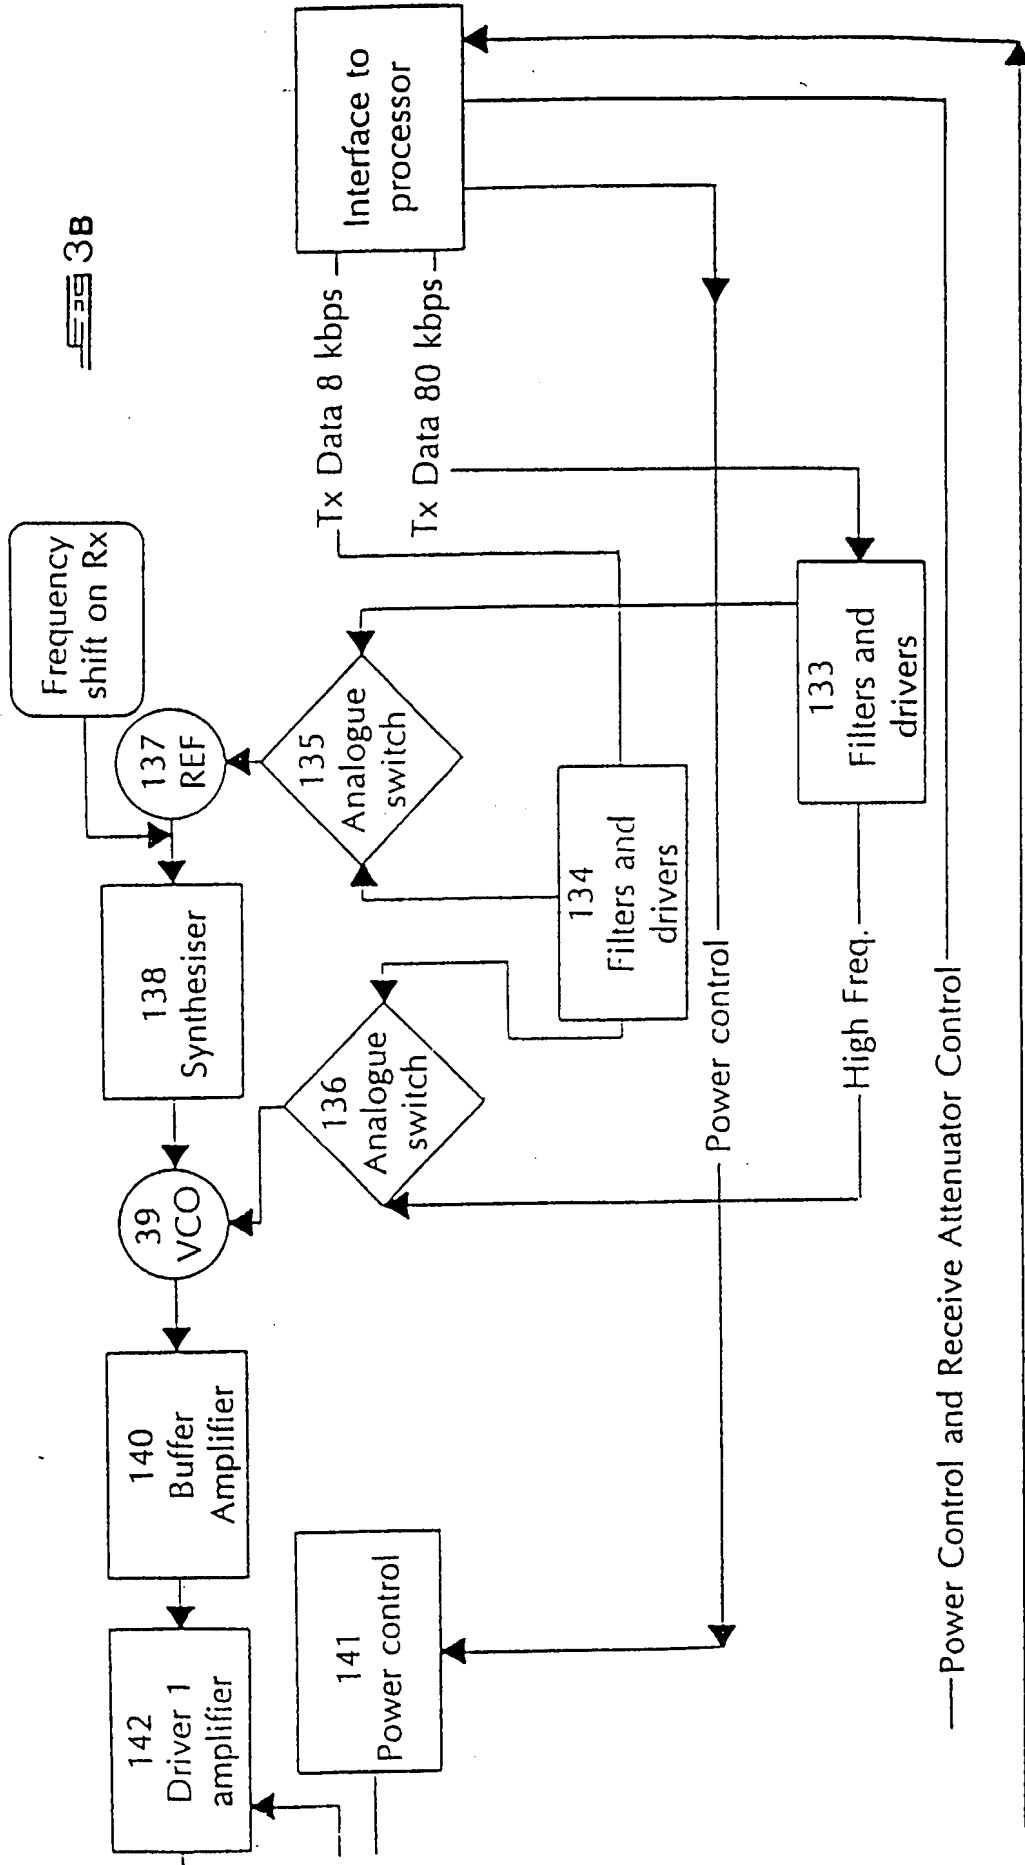 Fig 3B
Frequency
shift on Rx
137
REF
138
Synthesiser
39
VCO
140
Buffer
Amplifier
142
Driver 1
amplifier
135
Analogue
switch
136
Analogue
switch
Interface to
processor
Tx Data 8 kbps
Tx Data 80 kbps
134
Filters and
drivers
133
Filters and
drivers
141
Power control
Power control
High Freq.
Power Control and Receive Attenuator Control